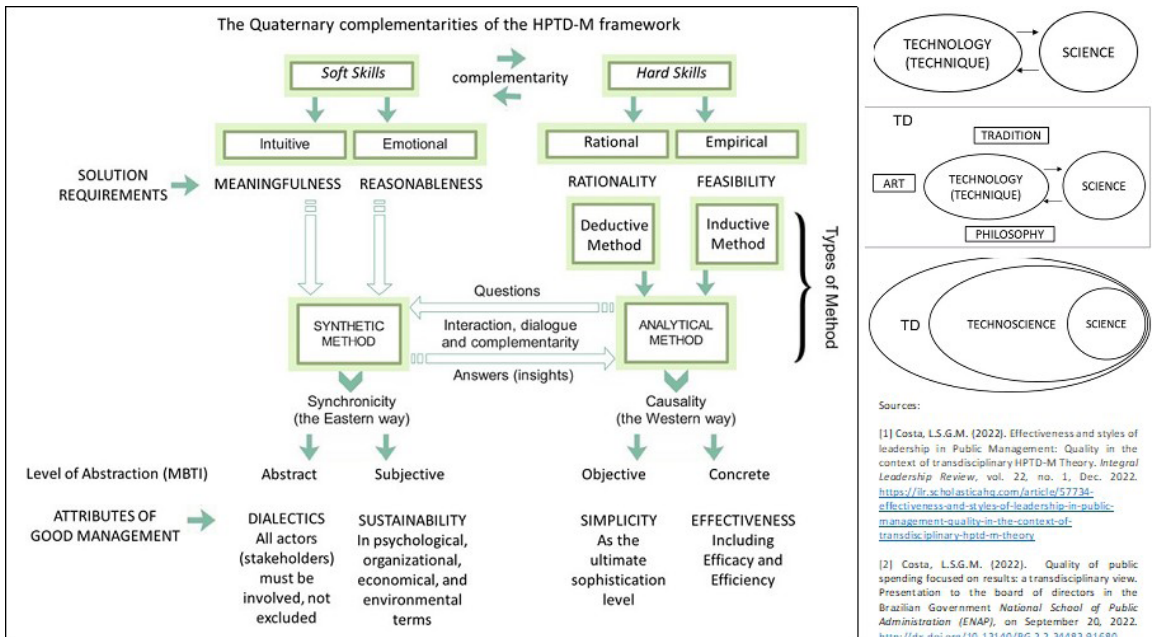 The Quaternary complementarities of the HPTD-M framework
Soft Skills
complementarity
Hard Skills
Intuitive
Emotional
Rational
Empirical
SOLUTION
REQUIREMENTS
MEANINGFULNESS
REASONABLENESS
RATIONALITY
FEASIBILITY
Deductive
Method
Inductive
Method
Types of Method
Questions
SYNTHETIC
METHOD
Interaction, dialogue
and complementarity
ANALYTICAL
METHOD
Answers (insights)
Synchronicity
(the Eastern way)
Causality
(the Western way)
Level of Abstraction (MBTI)
Abstract
Subjective
Objective
Concrete
ATTRIBUTES OF
GOOD MANAGEMENT
DIALECTICS
All actors
(stakeholders)
must be
involved, not
excluded
SUSTAINABILITY
In psychological,
organizational,
economical, and
environmental
terms
SIMPLICITY
As the
ultimate
sophistication
level
EFFECTIVENESS
Including
Efficacy and
Efficiency
TECHNOLOGY
(TECHNIQUE)
SCIENCE
TD
TRADITION
ART
TECHNOLOGY
(TECHNIQUE)
SCIENCE
PHILOSOPHY
TD
TECHNOSCIENCE
SCIENCE
Sources:
[1] Costa, L.S.G.M. (2022). Effectiveness and styles of
leadership in Public Management: Quality in the
context of transdisciplinary HPTD-M Theory. Integral
Leadership Review, vol. 22, no. 1, Dec. 2022.
https://ilr.scholasticahq.com/article/57734-
effectiveness-and-styles-of-leadership-in-public-
management-quality-in-the-context-of-
transdisciplinary-hptd-m-theory
[2] Costa, L.S.G.M. (2022). Quality of public
spending focused on results: a transdisciplinary view.
Presentation to the board of directors in the
Brazilian Government National School of Public
Administration (ENAP), on September 20, 2022.